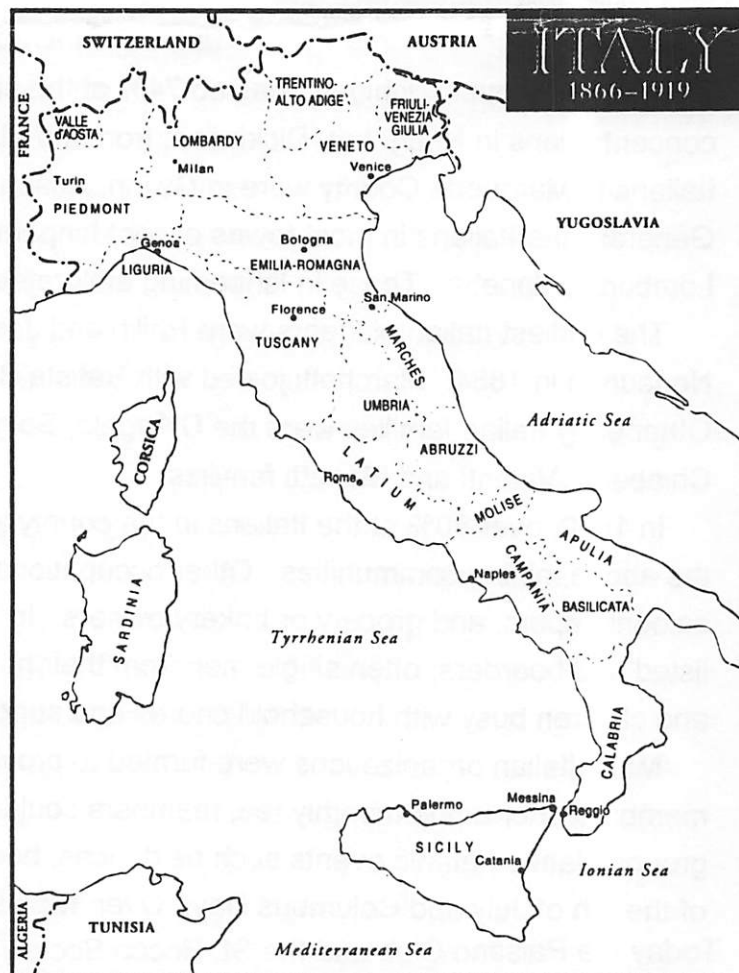 ITALY
1866–1919
SWITZERLAND
AUSTRIA
FRANCE
VALLE
d'AOSTA
TRENTINO-
ALTO ADIGE
FRIULI-
VENEZIA
GIULIA
LOMBARDY
VENETO
Milan
Venice
Turin
PIEDMONT
YUGOSLAVIA
Genoa
Bologna
LIGURIA
EMILIA-ROMAGNA
San Marino
Florence
TUSCANY
MARCHES
UMBRIA
Adriatic Sea
CORSICA
ABRUZZI
LATIUM
Rome
MOLISE
APULIA
Naples
CAMPANIA
BASILICATA
SARDINIA
Tyrrhenian Sea
CALABRIA
Palermo
Messina
Reggio
SICILY
Catania
Ionian Sea
ALGERIA
TUNISIA
Mediterranean Sea